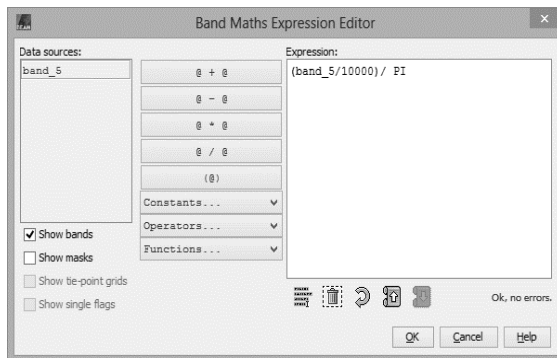 Band Maths Expression Editor
Data sources:
band_5
@ + @
@ - @
@ * @
@ / @
(@)
Constants...
Operators...
Functions...
Show bands
Show masks
Show tie-point grids
Show single flags
Expression:
(band_5/10000)/ PI
Ok, no errors.
OK
Cancel
Help